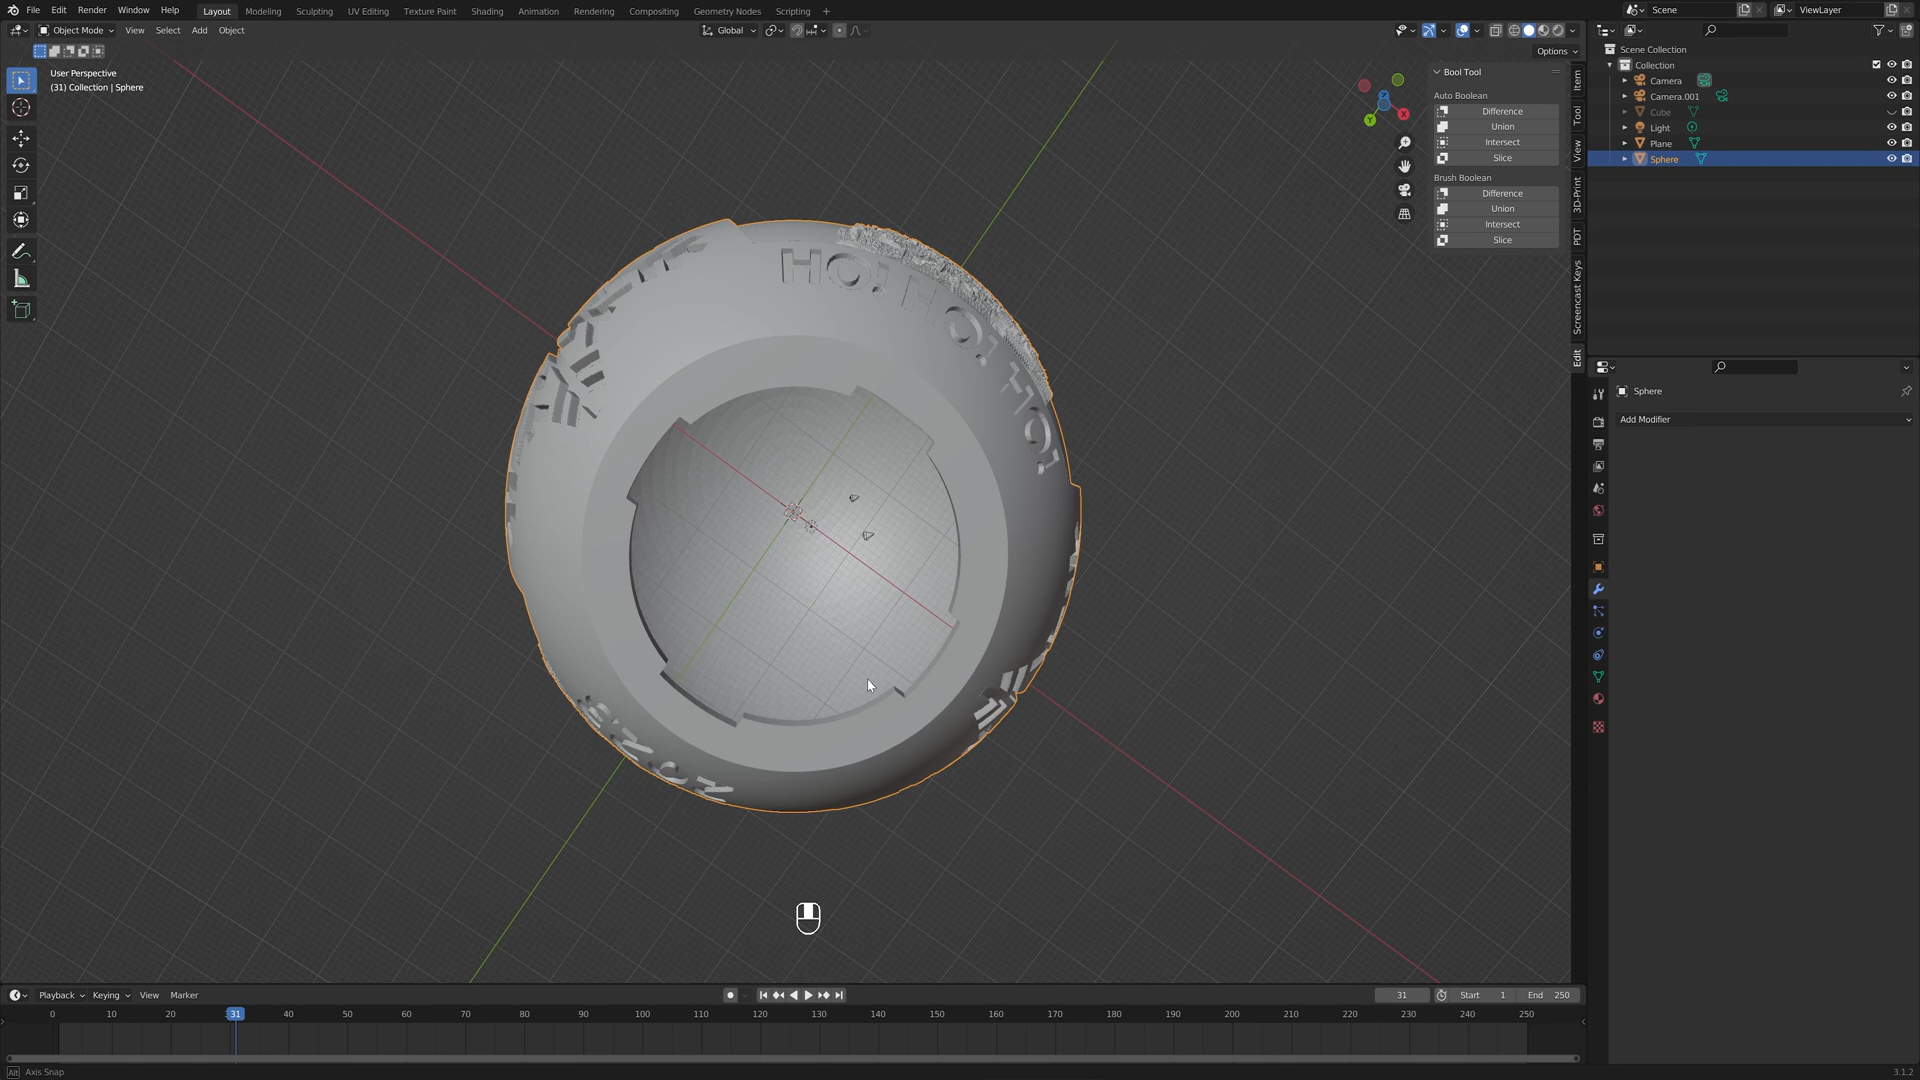 File Edit Render Window Help Layout Modeling Sculpting UV Editing Texture Paint Shading Animation Rendering Compositing Geometry Nodes Scripting + Scene ViewLayer
Object Mode View Select Add Object Global
Options
User Perspective
(31) Collection | Sphere
HO! HO! HO!
Z
Y
X
Bool Tool
Auto Boolean
Difference
Union
Intersect
Slice
Brush Boolean
Difference
Union
Intersect
Slice
Item
Tool
View
3D-Print
PDT
Screencast Keys
Edit
Scene Collection
Collection
Camera
Camera.001
Cube
Light
Plane
Sphere
Sphere
Add Modifier
Playback Keying View Marker 31 Start 1 End 250
0 10 20 31 40 50 60 70 80 90 100 110 120 130 140 150 160 170 180 190 200 210 220 230 240 250
Alt Axis Snap 3.1.2